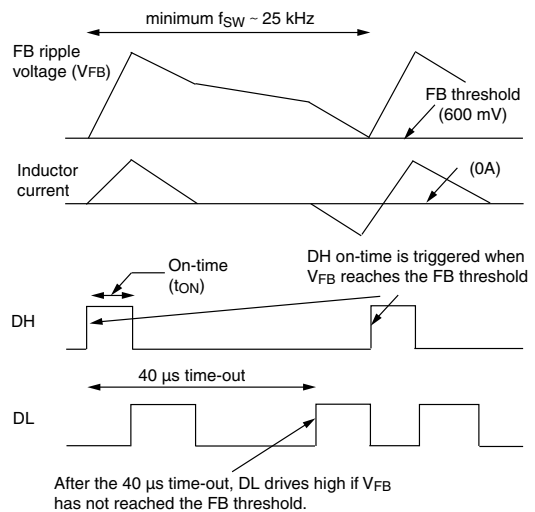 minimum fSW ~ 25 kHz
FB ripple
voltage (VFB)
FB threshold
(600 mV)
Inductor
current
(0A)
DH on-time is triggered when
VFB reaches the FB threshold
On-time
(tON)
DH
40 µs time-out
DL
After the 40 µs time-out, DL drives high if VFB
has not reached the FB threshold.